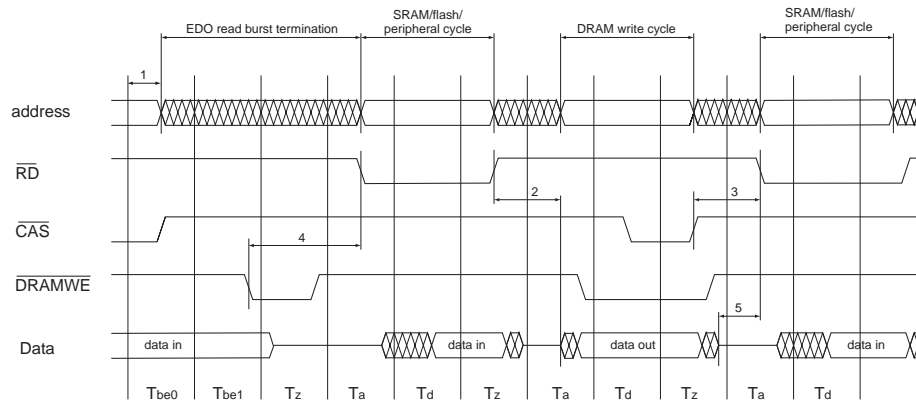 EDO read burst termination
SRAM/flash/
peripheral cycle
DRAM write cycle
SRAM/flash/
peripheral cycle
1
address
RD
2
3
CAS
4
DRAMWE
5
Data
data in
data in
data out
data in
Tbe0 Tbe1 Tz Ta Td Tz Ta Td Tz Ta Td